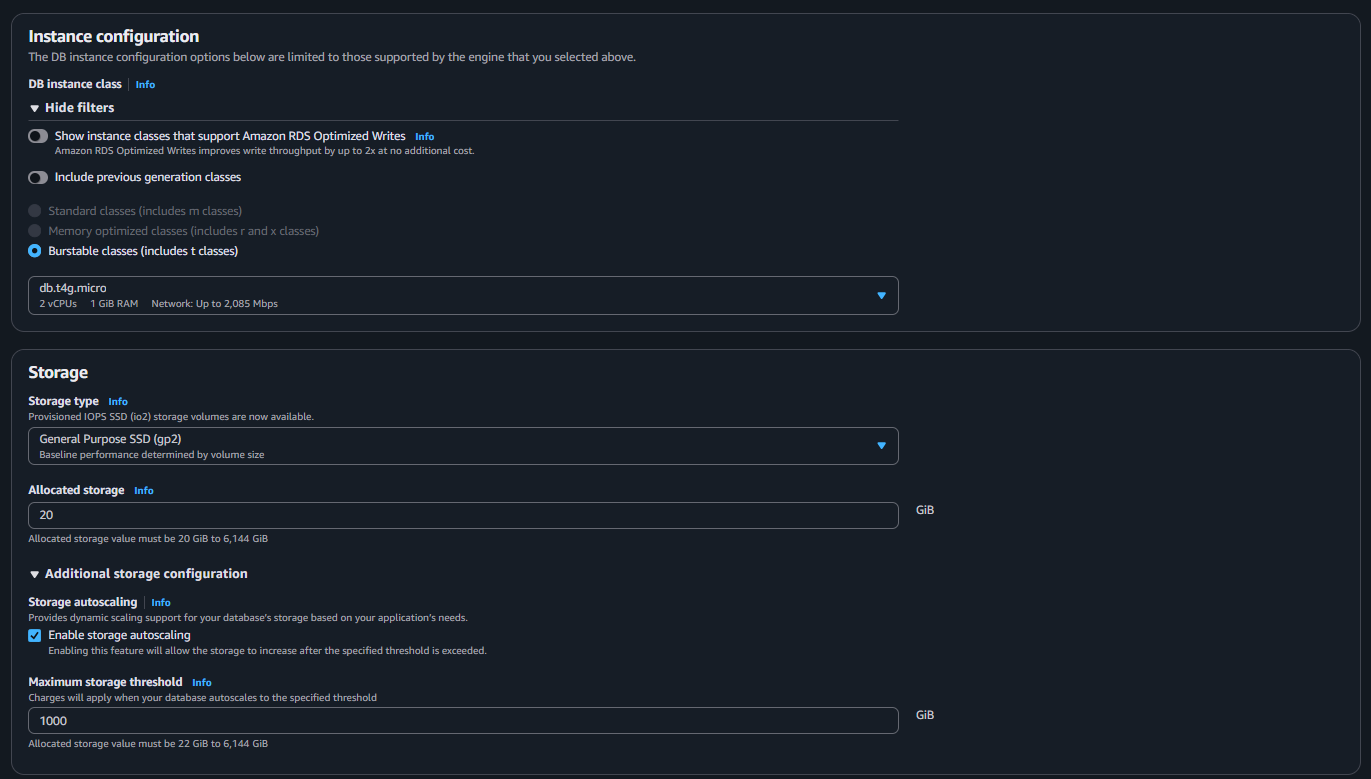 Instance configuration
The DB instance configuration options below are limited to those supported by the engine that you selected above.
DB instance class Info
Hide filters
Show instance classes that support Amazon RDS Optimized Writes Info
Amazon RDS Optimized Writes improves write throughput by up to 2x at no additional cost.
Include previous generation classes
Standard classes (includes m classes)
Memory optimized classes (includes r and x classes)
Burstable classes (includes t classes)
db.t4g.micro
2 vCPUs 1 GiB RAM Network: Up to 2,085 Mbps
Storage
Storage type Info
Provisioned IOPS SSD (io2) storage volumes are now available.
General Purpose SSD (gp2)
Baseline performance determined by volume size
Allocated storage Info
20 GiB
Allocated storage value must be 20 GiB to 6,144 GiB
Additional storage configuration
Storage autoscaling Info
Provides dynamic scaling support for your database's storage based on your application's needs.
Enable storage autoscaling
Enabling this feature will allow the storage to increase after the specified threshold is exceeded.
Maximum storage threshold Info
Charges will apply when your database autoscales to the specified threshold
1000 GiB
Allocated storage value must be 22 GiB to 6,144 GiB